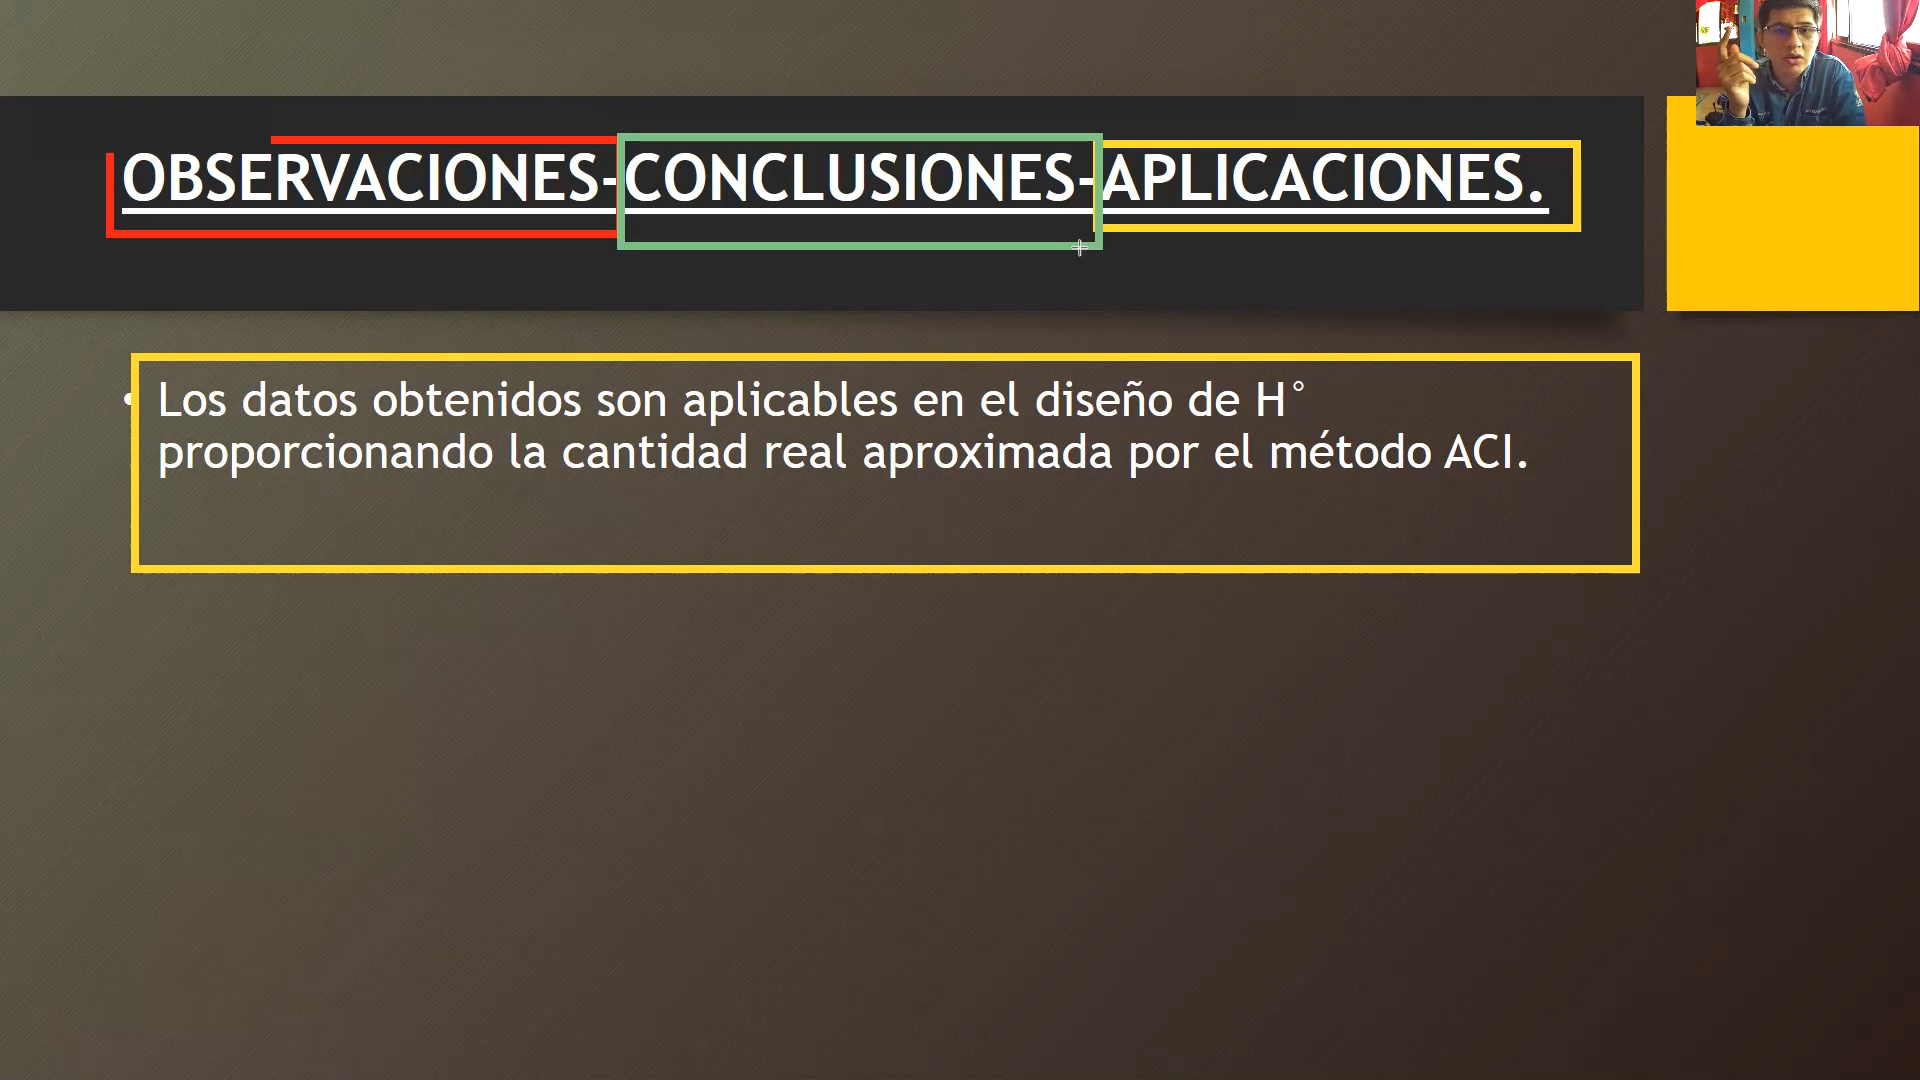 OBSERVACIONES-CONCLUSIONES-APLICACIONES.
• Los datos obtenidos son aplicables en el diseño de H°
proporcionando la cantidad real aproximada por el método ACI.